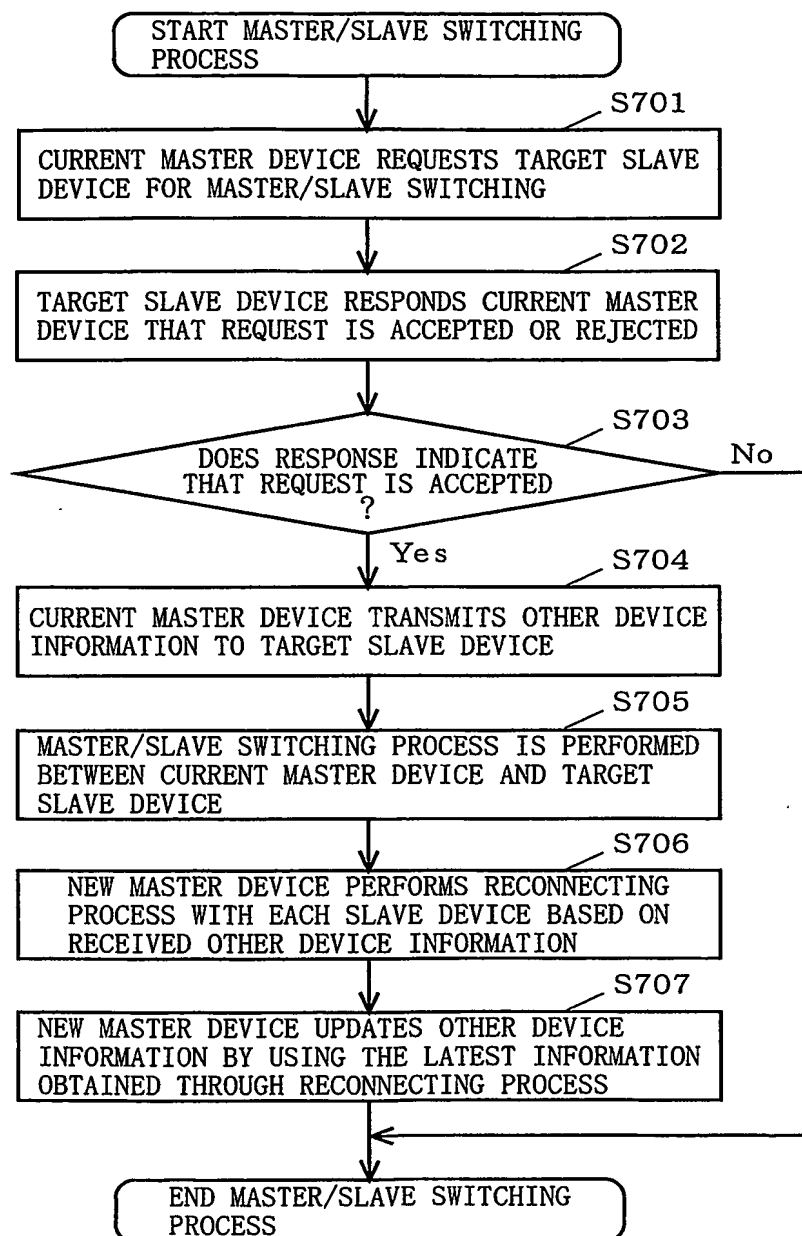 START MASTER/SLAVE SWITCHING
PROCESS
S701
CURRENT MASTER DEVICE REQUESTS TARGET SLAVE
DEVICE FOR MASTER/SLAVE SWITCHING
S702
TARGET SLAVE DEVICE RESPONDS CURRENT MASTER
DEVICE THAT REQUEST IS ACCEPTED OR REJECTED
S703
DOES RESPONSE INDICATE
THAT REQUEST IS ACCEPTED
?
No
Yes
S704
CURRENT MASTER DEVICE TRANSMITS OTHER DEVICE
INFORMATION TO TARGET SLAVE DEVICE
S705
MASTER/SLAVE SWITCHING PROCESS IS PERFORMED
BETWEEN CURRENT MASTER DEVICE AND TARGET
SLAVE DEVICE
S706
NEW MASTER DEVICE PERFORMS RECONNECTING
PROCESS WITH EACH SLAVE DEVICE BASED ON
RECEIVED OTHER DEVICE INFORMATION
S707
NEW MASTER DEVICE UPDATES OTHER DEVICE
INFORMATION BY USING THE LATEST INFORMATION
OBTAINED THROUGH RECONNECTING PROCESS
END MASTER/SLAVE SWITCHING
PROCESS